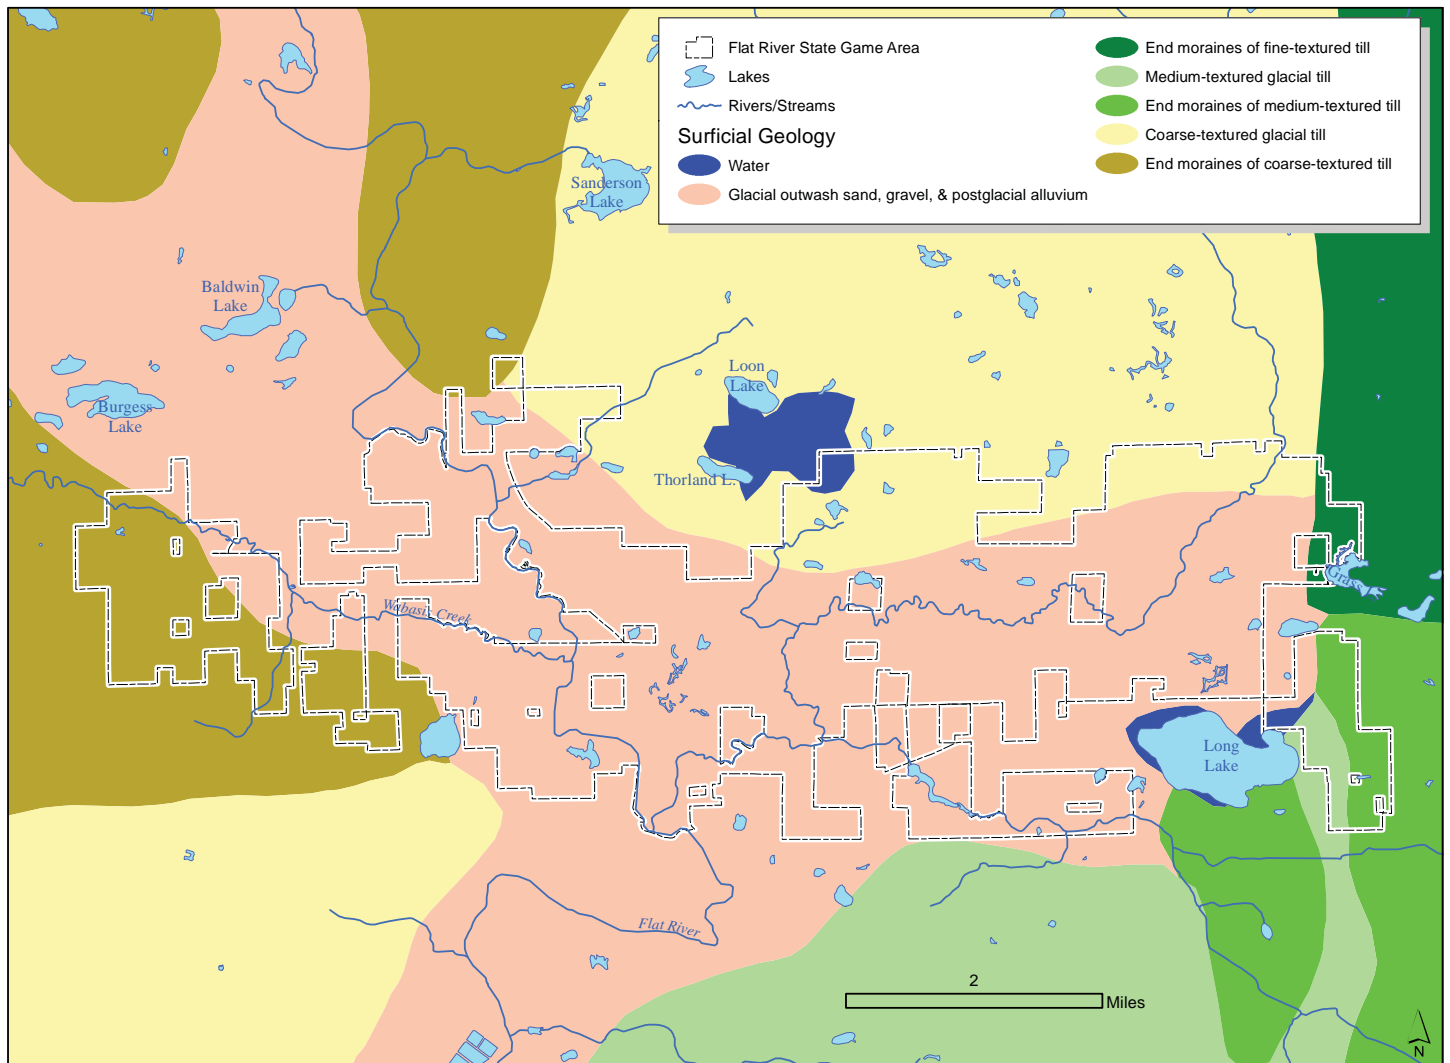 Flat River State Game Area
Lakes
Rivers/Streams
Surficial Geology
Water
Glacial outwash sand, gravel, & postglacial alluvium
End moraines of fine-textured till
Medium-textured glacial till
End moraines of medium-textured till
Coarse-textured glacial till
End moraines of coarse-textured till
Sanderson
Lake
Baldwin
Lake
Loon
Lake
Burgess
Lake
Thorland L.
Grass L.
Wabasis Creek
Long
Lake
Flat River
2
Miles
N